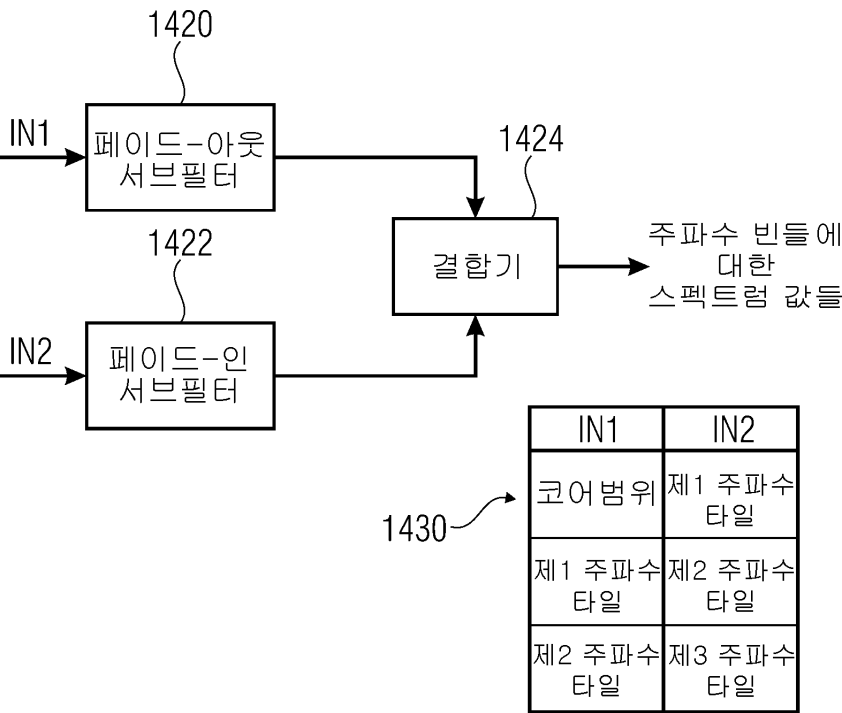 1420
IN1
페이드-아웃
서브필터
1424
결합기
주파수 빈들에
대한
스펙트럼 값들
1422
IN2
페이드-인
서브필터
1430
IN1 IN2
코어범위 제1 주파수
타일
제1 주파수 제2 주파수
타일 타일
제2 주파수 제3 주파수
타일 타일